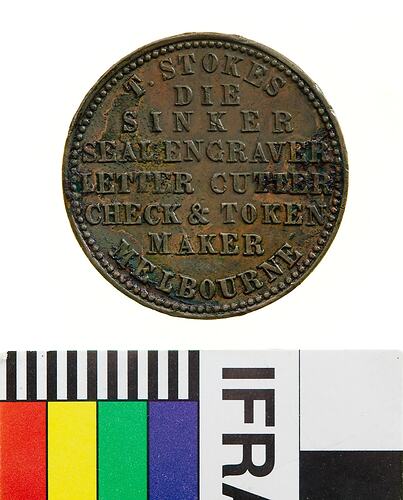 T. STOKES
DIE
SINKER
SEAL ENGRAVER
LETTER CUTTER
CHECK & TOKEN
MAKER
MELBOURNE
IFRA